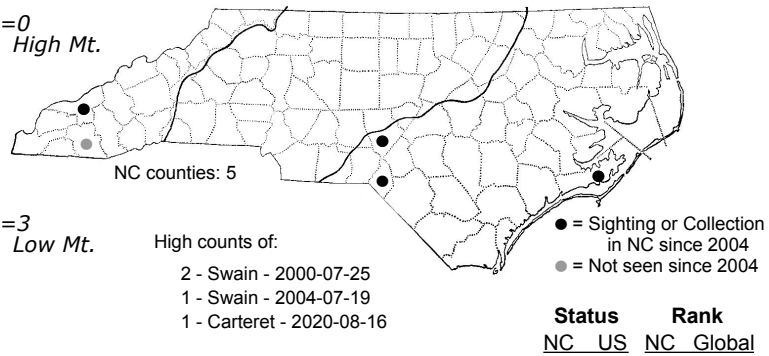 =0
High Mt.
NC counties: 5
=3
Low Mt.
High counts of:
2 - Swain - 2000-07-25
1 - Swain - 2004-07-19
1 - Carteret - 2020-08-16
● = Sighting or Collection
in NC since 2004
● = Not seen since 2004
Status Rank
NC US NC Global